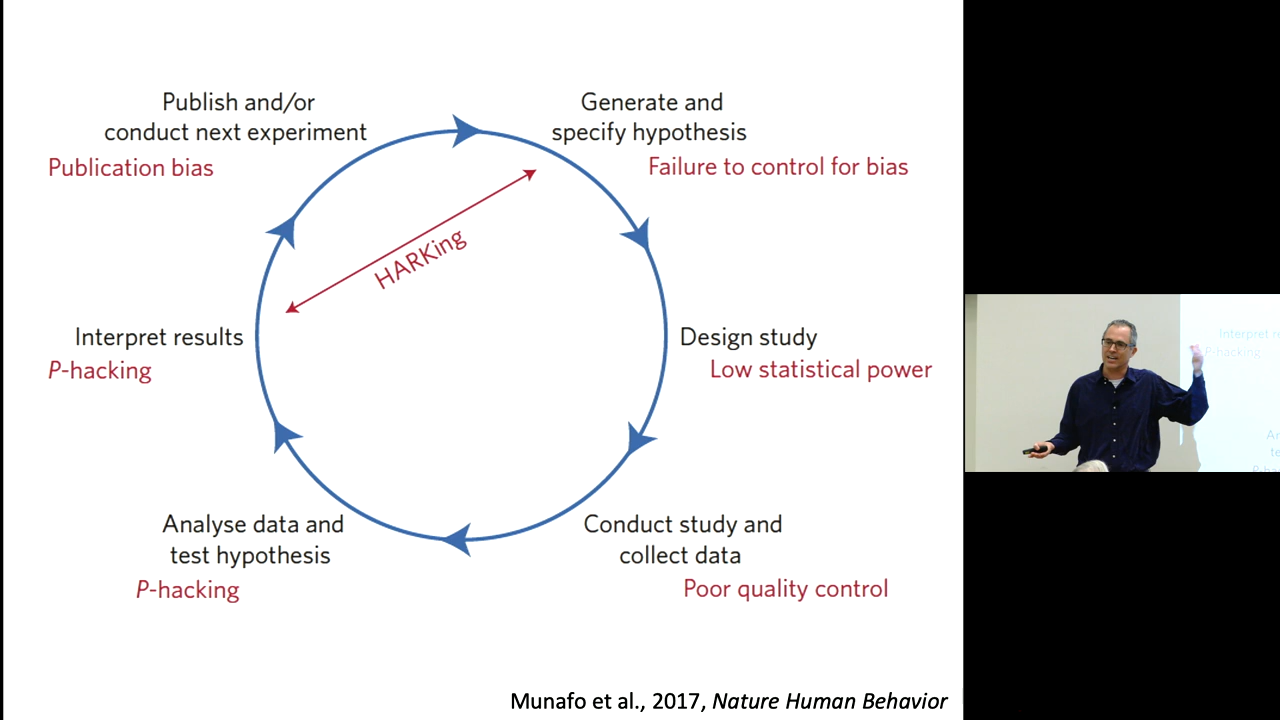 Publish and/or
conduct next experiment
Publication bias
Generate and
specify hypothesis
Failure to control for bias
HARKing
Interpret results
P-hacking
Design study
Low statistical power
Analyse data and
test hypothesis
P-hacking
Conduct study and
collect data
Poor quality control
Munafo et al., 2017, Nature Human Behavior
Interpret
P-hacking